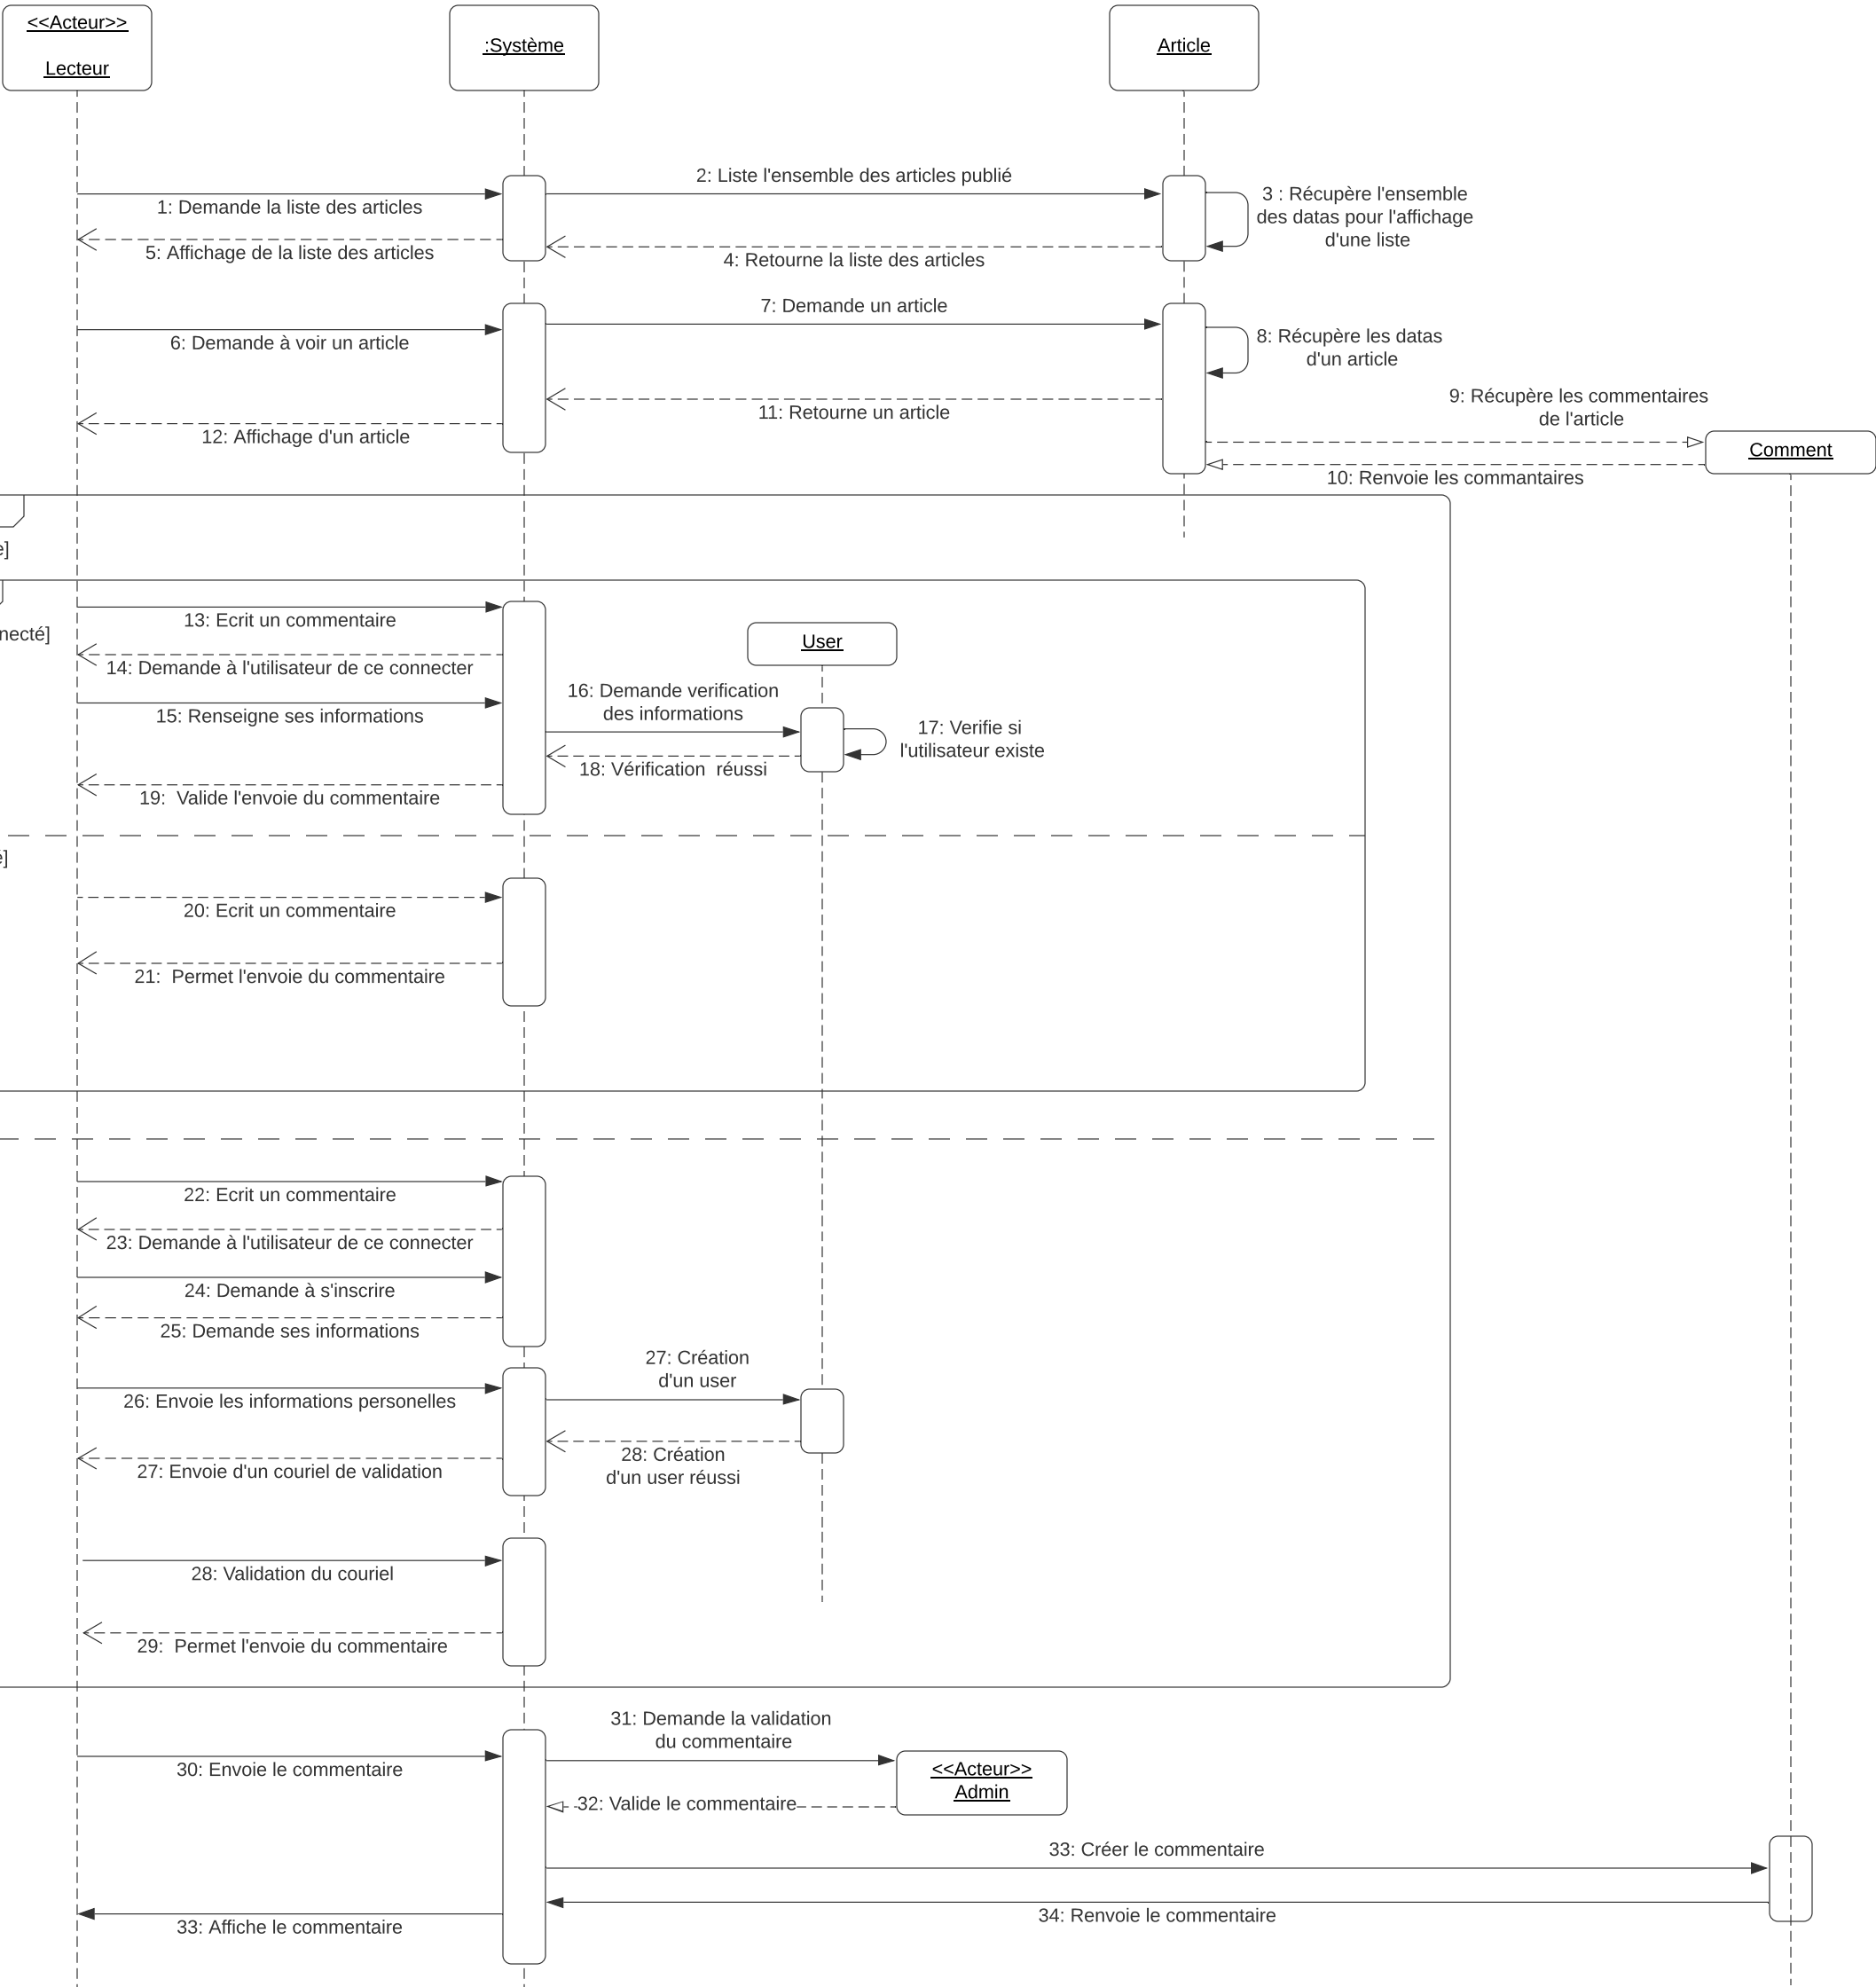 <<Acteur>>
Lecteur
:Système
Article
2: Liste l'ensemble des articles publié
1: Demande la liste des articles
3 : Récupère l'ensemble
des datas pour l'affichage
d'une liste
5: Affichage de la liste des articles
4: Retourne la liste des articles
7: Demande un article
6: Demande à voir un article
8: Récupère les datas
d'un article
9: Récupère les commentaires
de l'article
11: Retourne un article
12: Affichage d'un article
Comment
10: Renvoie les commantaires
e]
13: Ecrit un commentaire
necté]
User
14: Demande à l'utilisateur de ce connecter
16: Demande verification
des informations
15: Renseigne ses informations
17: Verifie si
l'utilisateur existe
18: Vérification  réussi
19:  Valide l'envoie du commentaire
é]
20: Ecrit un commentaire
21:  Permet l'envoie du commentaire
22: Ecrit un commentaire
23: Demande à l'utilisateur de ce connecter
24: Demande à s'inscrire
25: Demande ses informations
27: Création
d'un user
26: Envoie les informations personelles
28: Création
d'un user réussi
27: Envoie d'un couriel de validation
28: Validation du couriel
29:  Permet l'envoie du commentaire
31: Demande la validation
du commentaire
30: Envoie le commentaire
<<Acteur>>
Admin
32: Valide le commentaire
33: Créer le commentaire
34: Renvoie le commentaire
33: Affiche le commentaire